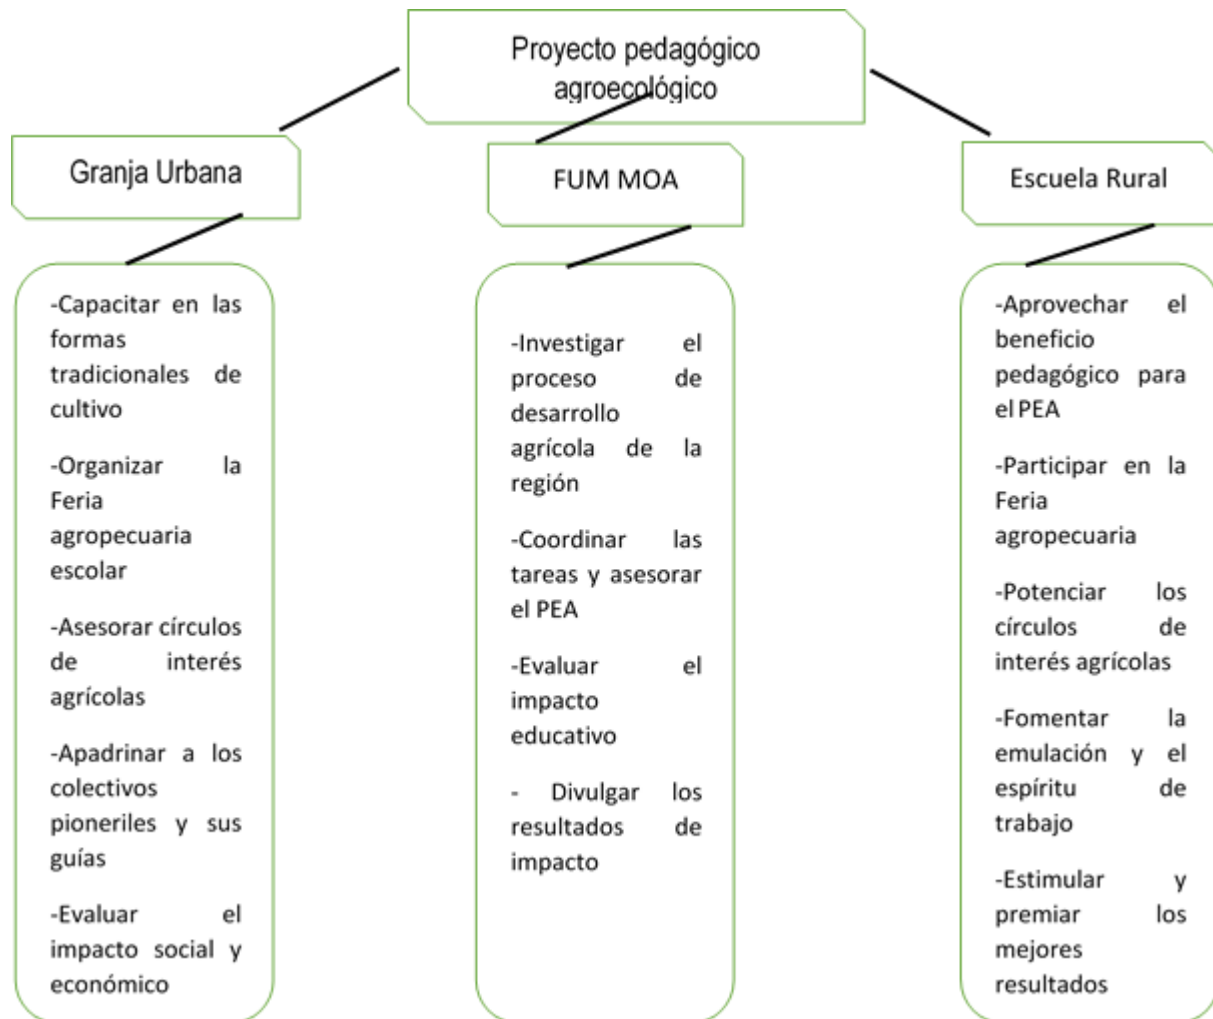 Proyecto pedagógico
agroecológico
Granja Urbana
FUM MOA
Escuela Rural
-Capacitar en las
formas
tradicionales de
cultivo
-Organizar la
Feria
agropecuaria
escolar
-Asesorar círculos
de interés
agrícolas
-Apadrinar a los
colectivos
pioneriles y sus
guías
-Evaluar el
impacto social y
económico
-Investigar el
proceso de
desarrollo
agrícola de la
región
-Coordinar las
tareas y asesorar
el PEA
-Evaluar el
impacto
educativo
- Divulgar los
resultados de
impacto
-Aprovechar el
beneficio
pedagógico para
el PEA
-Participar en la
Feria
agropecuaria
-Potenciar los
círculos de
interés agrícolas
-Fomentar la
emulación y el
espíritu de
trabajo
-Estimular y
premiar los
mejores
resultados